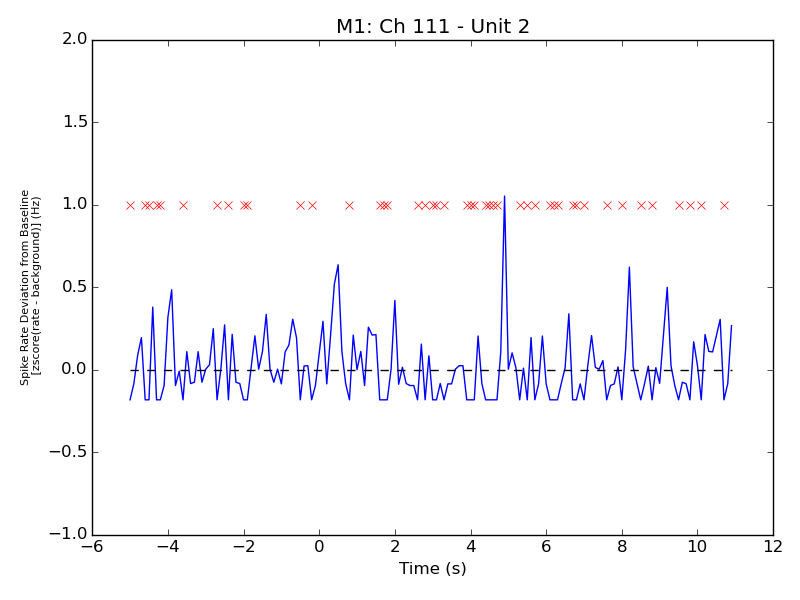 M1: Ch 111 - Unit 2
2.0
1.5
1.0
0.5
0.0
−0.5
−1.0
Spike Rate Deviation from Baseline
[zscore(rate - background)] (Hz)
−6 −4 −2 0 2 4 6 8 10 12
Time (s)